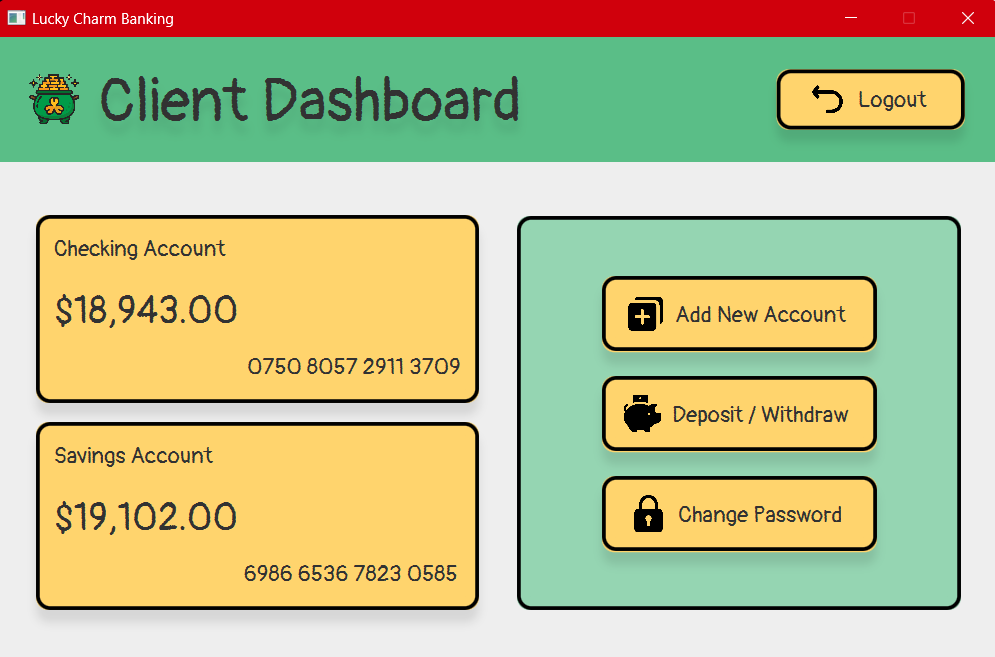 Lucky Charm Banking
Client Dashboard
Logout
Checking Account
$18,943.00
0750 8057 2911 3709
Savings Account
$19,102.00
6986 6536 7823 0585
Add New Account
Deposit / Withdraw
Change Password